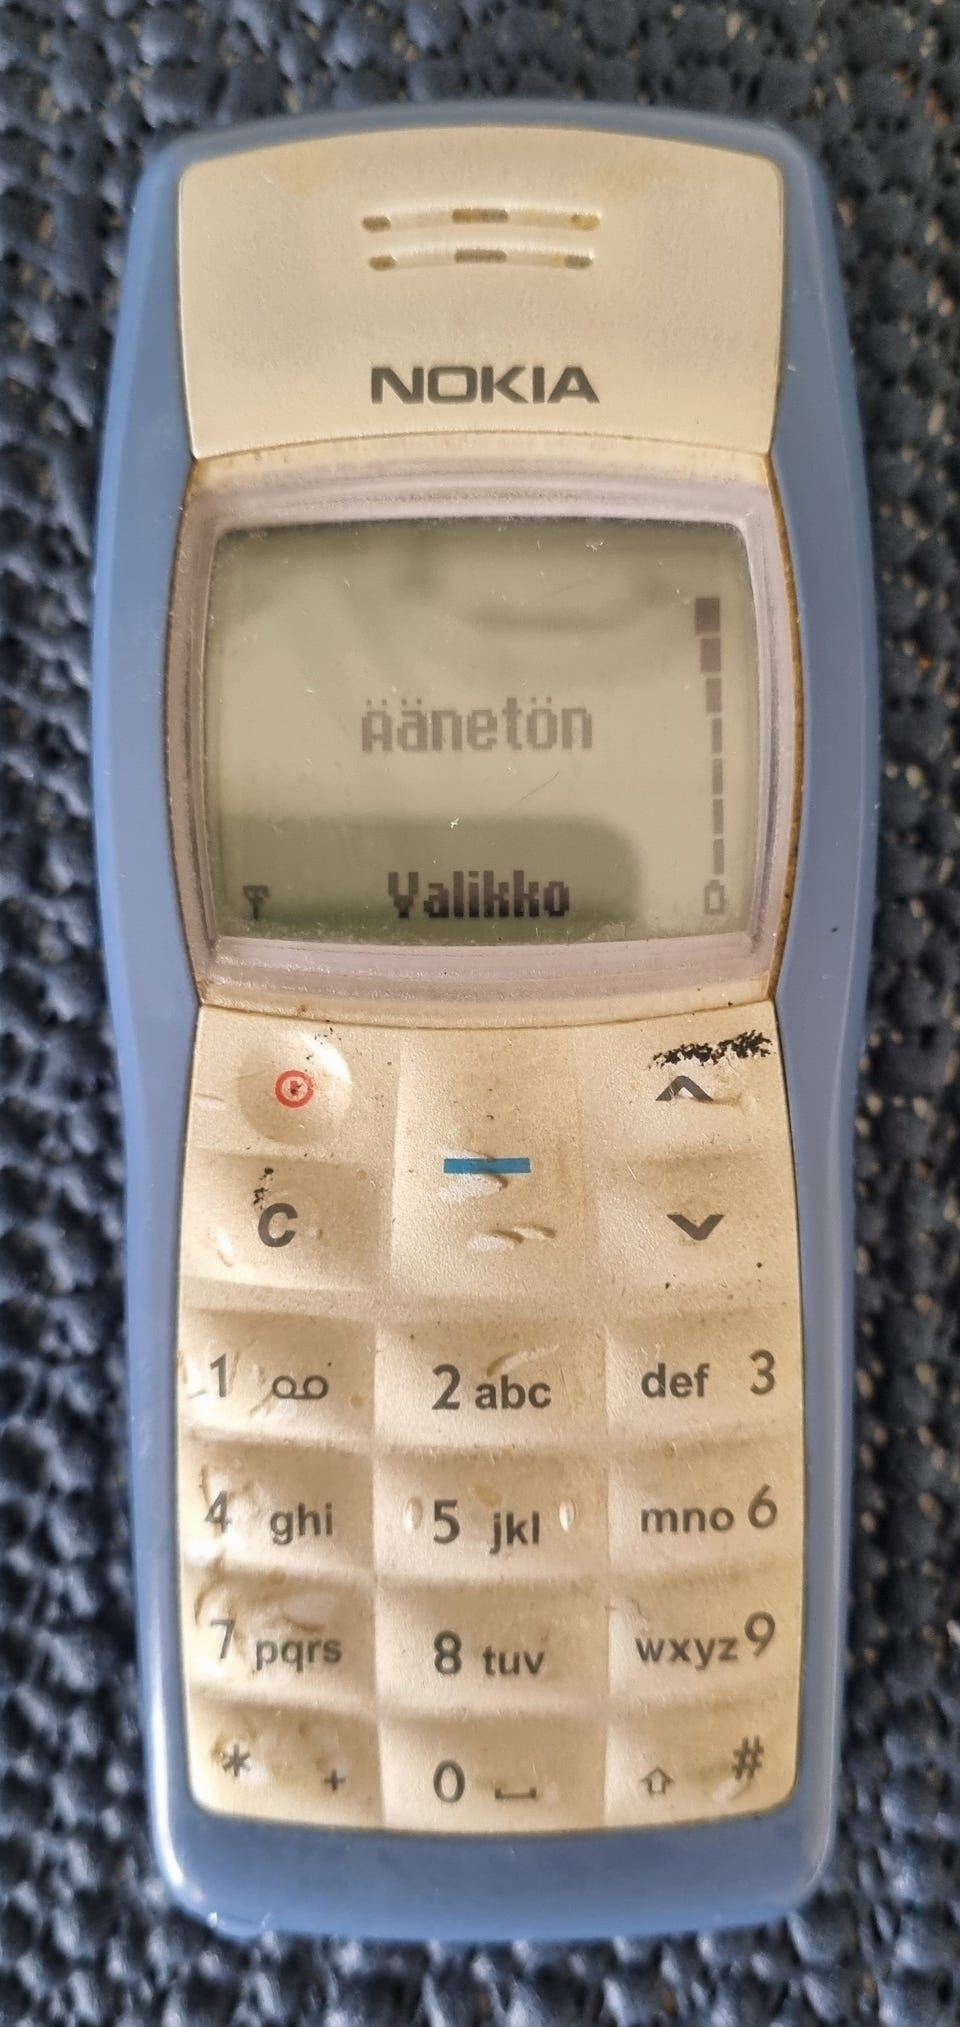 NOKIA
Äänetön
Valikko
C
1
2 abc
def 3
4 ghi
5 jkl
mno 6
7 pqrs
8 tuv
wxyz 9
* +
0
#